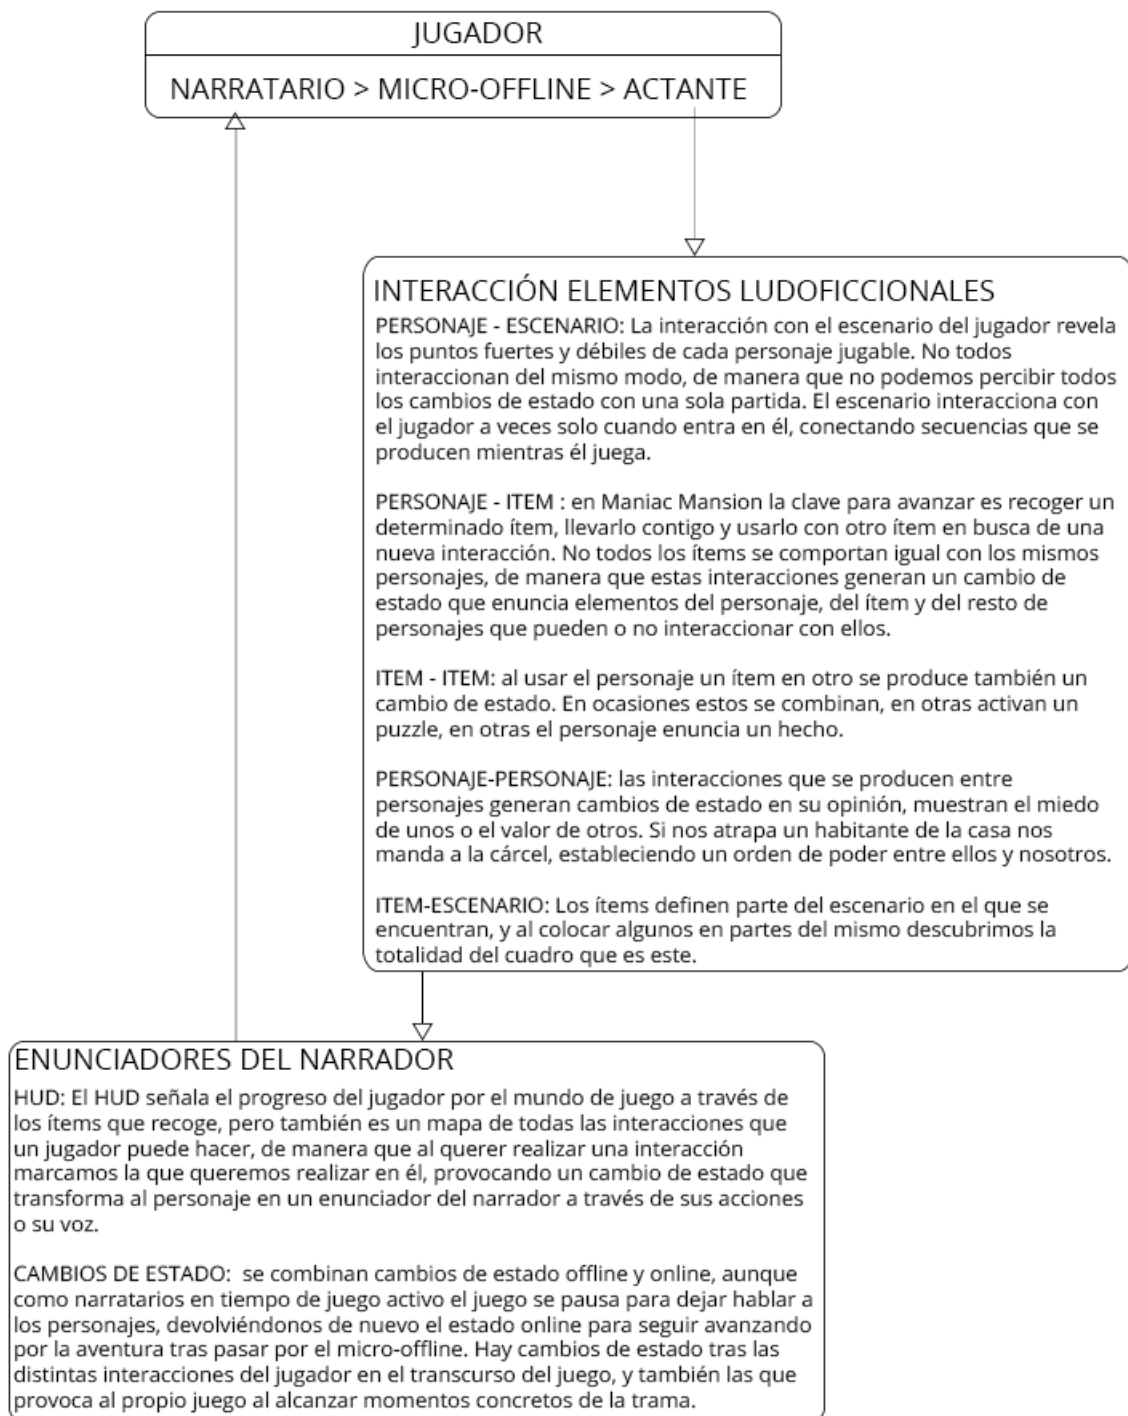 JUGADOR
NARRATARIO > MICRO-OFFLINE > ACTANTE
INTERACCIÓN ELEMENTOS LUDOFICCIONALES
PERSONAJE - ESCENARIO: La interacción con el escenario del jugador revela
los puntos fuertes y débiles de cada personaje jugable. No todos
interaccionan del mismo modo, de manera que no podemos percibir todos
los cambios de estado con una sola partida. El escenario interacciona con
el jugador a veces solo cuando entra en él, conectando secuencias que se
producen mientras él juega.
PERSONAJE - ITEM : en Maniac Mansion la clave para avanzar es recoger un
determinado ítem, llevarlo contigo y usarlo con otro ítem en busca de una
nueva interacción. No todos los ítems se comportan igual con los mismos
personajes, de manera que estas interacciones generan un cambio de
estado que enuncia elementos del personaje, del ítem y del resto de
personajes que pueden o no interaccionar con ellos.
ITEM - ITEM: al usar el personaje un ítem en otro se produce también un
cambio de estado. En ocasiones estos se combinan, en otras activan un
puzzle, en otras el personaje enuncia un hecho.
PERSONAJE-PERSONAJE: las interacciones que se producen entre
personajes generan cambios de estado en su opinión, muestran el miedo
de unos o el valor de otros. Si nos atrapa un habitante de la casa nos
manda a la cárcel, estableciendo un orden de poder entre ellos y nosotros.
ITEM-ESCENARIO: Los ítems definen parte del escenario en el que se
encuentran, y al colocar algunos en partes del mismo descubrimos la
totalidad del cuadro que es este.
ENUNCIADORES DEL NARRADOR
HUD: El HUD señala el progreso del jugador por el mundo de juego a través de
los ítems que recoge, pero también es un mapa de todas las interacciones que
un jugador puede hacer, de manera que al querer realizar una interacción
marcamos la que queremos realizar en él, provocando un cambio de estado que
transforma al personaje en un enunciador del narrador a través de sus acciones
o su voz.
CAMBIOS DE ESTADO: se combinan cambios de estado offline y online, aunque
como narratarios en tiempo de juego activo el juego se pausa para dejar hablar a
los personajes, devolviéndonos de nuevo el estado online para seguir avanzando
por la aventura tras pasar por el micro-offline. Hay cambios de estado tras las
distintas interacciones del jugador en el transcurso del juego, y también las que
provoca al propio juego al alcanzar momentos concretos de la trama.